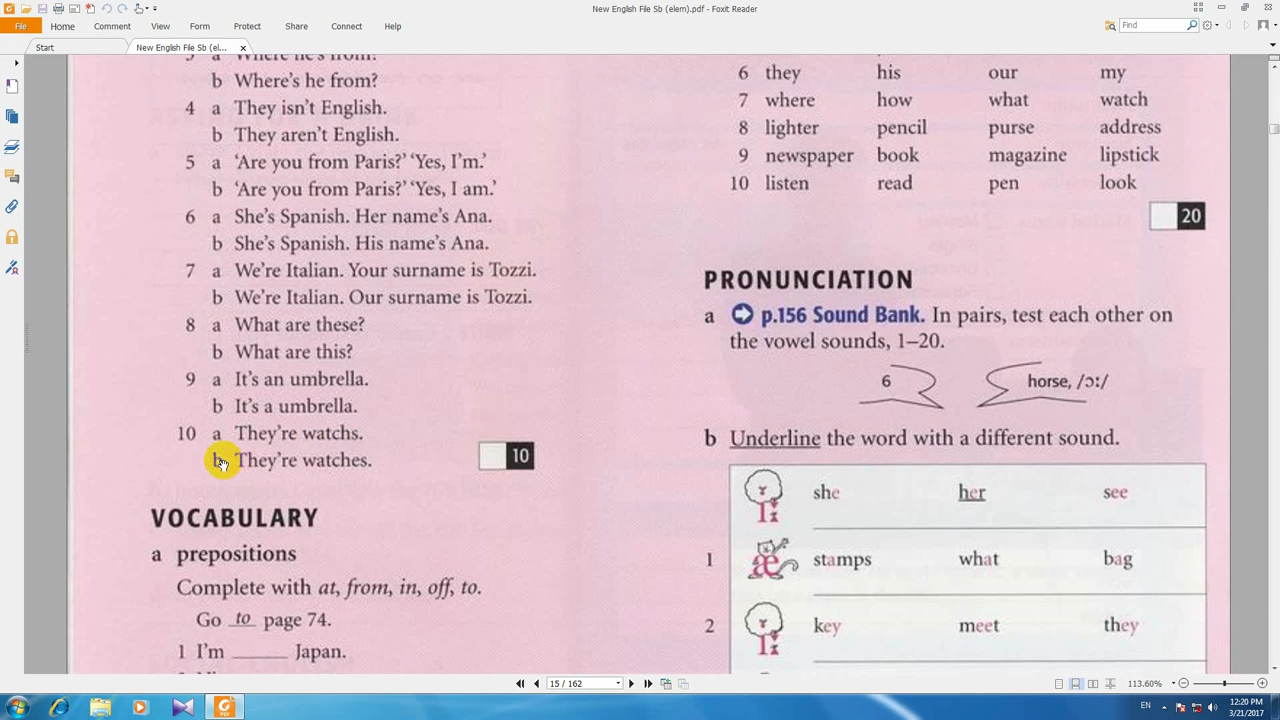 New English File Sb (elem).pdf - Foxit Reader
File Home Comment View Form Protect Share Connect Help
Find
Start
New English File Sb (el...
3 a Where he's from?
b Where's he from?
4 a They isn't English.
b They aren't English.
5 a 'Are you from Paris?' 'Yes, I'm.'
b 'Are you from Paris?' 'Yes, I am.'
6 a She's Spanish. Her name's Ana.
b She's Spanish. His name's Ana.
7 a We're Italian. Your surname is Tozzi.
b We're Italian. Our surname is Tozzi.
8 a What are these?
b What are this?
9 a It's an umbrella.
b It's a umbrella.
10 a They're watchs.
b They're watches.
10
VOCABULARY
a prepositions
Complete with at, from, in, off, to.
Go to page 74.
1 I'm ______ Japan.
6 they his our my
7 where how what watch
8 lighter pencil purse address
9 newspaper book magazine lipstick
10 listen read pen look
20
PRONUNCIATION
a p.156 Sound Bank. In pairs, test each other on
the vowel sounds, 1–20.
6
horse, /ɔː/
b Underline the word with a different sound.
iː she her see
1 æ stamps what bag
2 iː key meet they
15 / 162
113.60%
EN
12:20 PM
3/21/2017